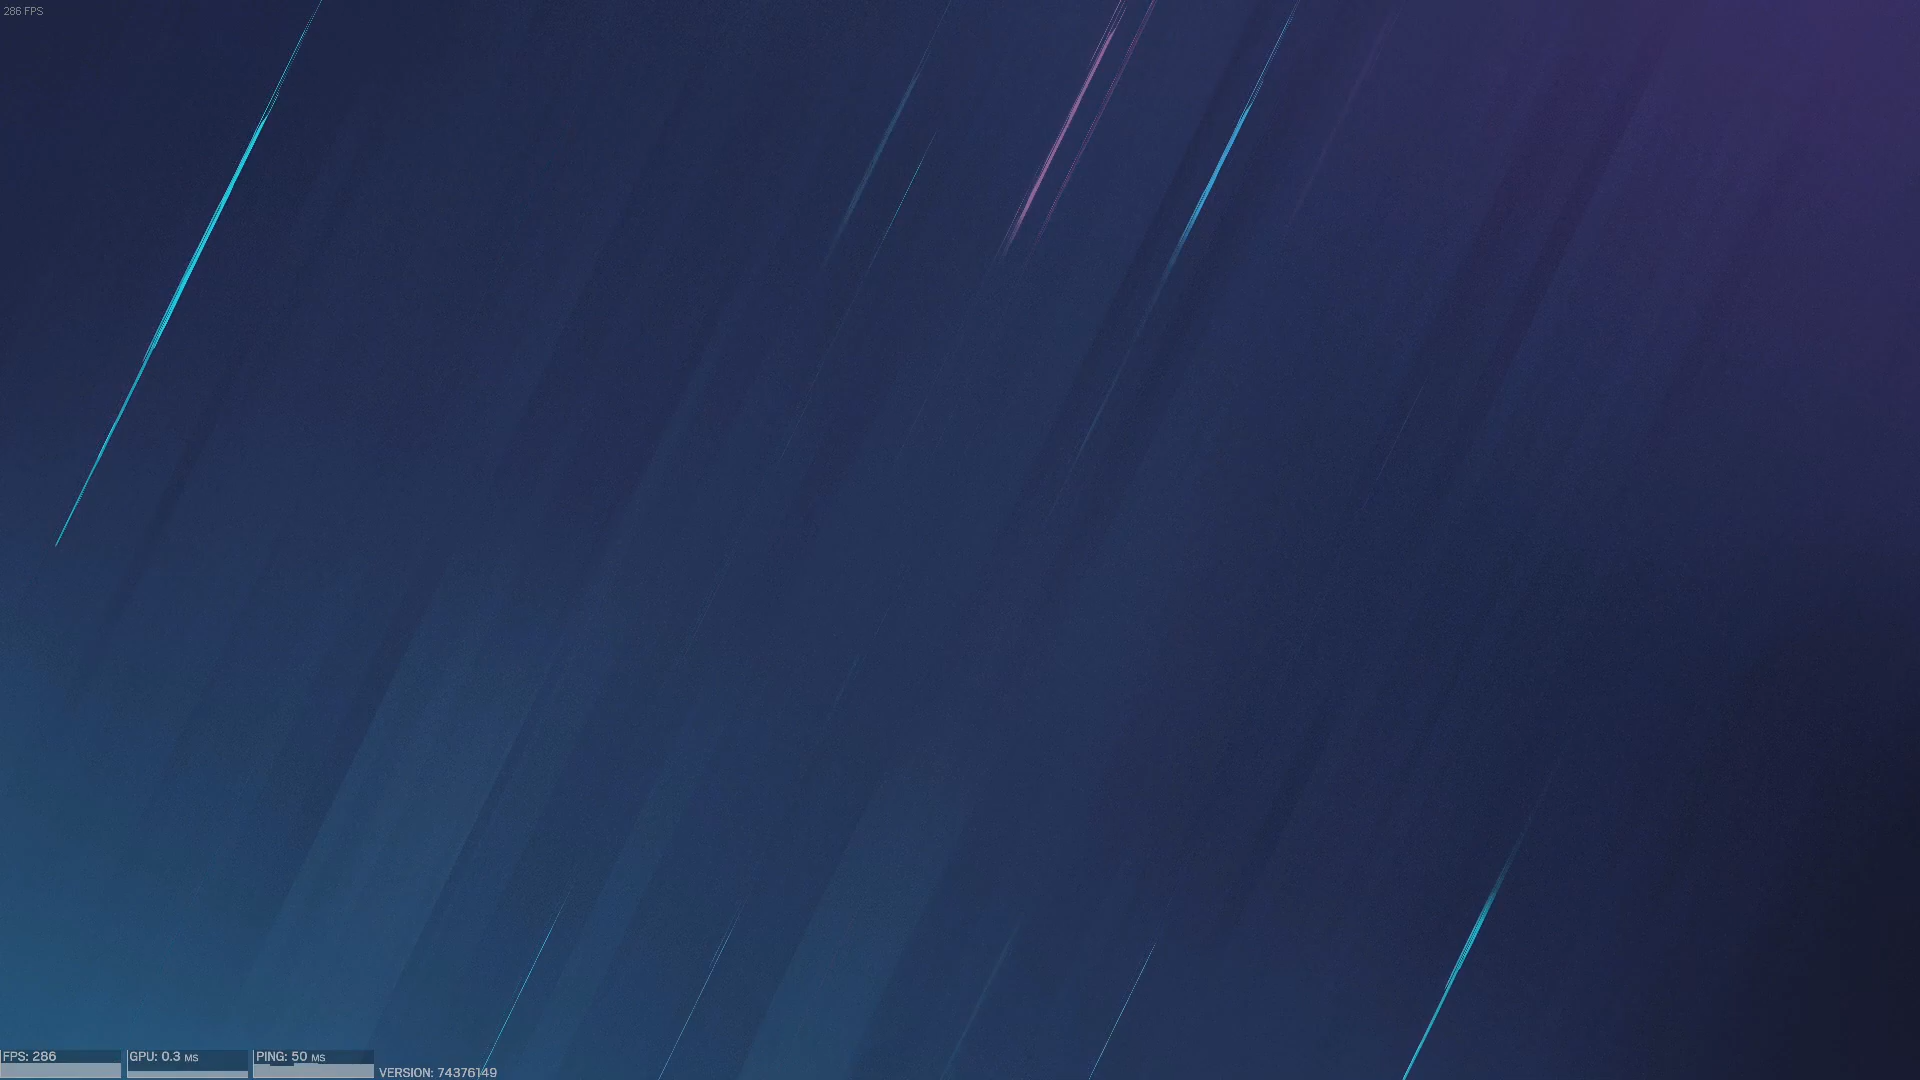 286 FPS
FPS: 286
GPU: 0.3 MS
PING: 50 MS
VERSION: 74376149